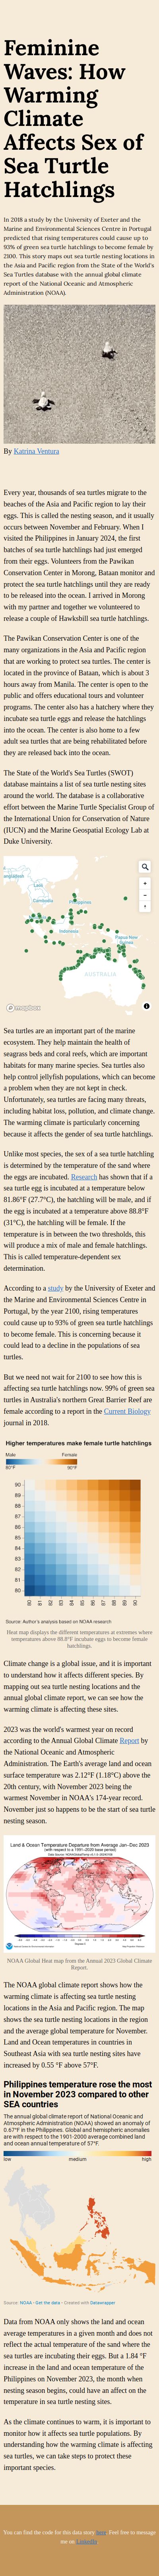 Feminine
Waves: How
Warming
Climate
Affects Sex of
Sea Turtle
Hatchlings
In 2018 a study by the University of Exeter and the
Marine and Environmental Sciences Centre in Portugal
predicted that rising temperatures could cause up to
93% of green sea turtle hatchlings to become female by
2100. This story maps out sea turtle nesting locations in
the Asia and Pacific region from the State of the World's
Sea Turtles database with the annual global climate
report of the National Oceanic and Atmospheric
Administration (NOAA).
By Katrina Ventura
Every year, thousands of sea turtles migrate to the
beaches of the Asia and Pacific region to lay their
eggs. This is called the nesting season, and it usually
occurs between November and February. When I
visited the Philippines in January 2024, the first
batches of sea turtle hatchlings had just emerged
from their eggs. Volunteers from the Pawikan
Conservation Center in Morong, Bataan monitor and
protect the sea turtle hatchlings until they are ready
to be released into the ocean. I arrived in Morong
with my partner and together we volunteered to
release a couple of Hawksbill sea turtle hatchlings.
The Pawikan Conservation Center is one of the
many organizations in the Asia and Pacific region
that are working to protect sea turtles. The center is
located in the province of Bataan, which is about 3
hours away from Manila. The center is open to the
public and offers educational tours and volunteer
programs. The center also has a hatchery where they
incubate sea turtle eggs and release the hatchlings
into the ocean. The center is also home to a few
adult sea turtles that are being rehabilitated before
they are released back into the ocean.
The State of the World's Sea Turtles (SWOT)
database maintains a list of sea turtle nesting sites
around the world. The database is a collaborative
effort between the Marine Turtle Specialist Group of
the International Union for Conservation of Nature
(IUCN) and the Marine Geospatial Ecology Lab at
Duke University.
Laos
Cambodia
Philippines
Indonesia
Papua New
Guinea
AUSTRALIA
mapbox
Sea turtles are an important part of the marine
ecosystem. They help maintain the health of
seagrass beds and coral reefs, which are important
habitats for many marine species. Sea turtles also
help control jellyfish populations, which can become
a problem when they are not kept in check.
Unfortunately, sea turtles are facing many threats,
including habitat loss, pollution, and climate change.
The warming climate is particularly concerning
because it affects the gender of sea turtle hatchlings.
Unlike most species, the sex of a sea turtle hatchling
is determined by the temperature of the sand where
the eggs are incubated. Research has shown that if a
sea turtle egg is incubated at a temperature below
81.86°F (27.7°C), the hatchling will be male, and if
the egg is incubated at a temperature above 88.8°F
(31°C), the hatchling will be female. If the
temperature is in between the two thresholds, this
will produce a mix of male and female hatchlings.
This is called temperature-dependent sex
determination.
According to a study by the University of Exeter and
the Marine and Environmental Sciences Centre in
Portugal, by the year 2100, rising temperatures
could cause up to 93% of green sea turtle hatchlings
to become female. This is concerning because it
could lead to a decline in the populations of sea
turtles.
But we need not wait for 2100 to see how this is
affecting sea turtle hatchlings now. 99% of green sea
turtles in Australia's northern Great Barrier Reef are
female according to a report in the Current Biology
journal in 2018.
Higher temperatures make female turtle hatchlings
Male Female
80°F 90°F
90
89
88
87
86
85
84
83
82
81
80
80 81 82 83 84 85 86 87 88 89 90
Source: Author's analysis based on NOAA research
Heat map displays the different temperatures at extremes where
temperatures above 88.8°F incubate eggs to become female
hatchlings.
Climate change is a global issue, and it is important
to understand how it affects different species. By
mapping out sea turtle nesting locations and the
annual global climate report, we can see how the
warming climate is affecting these species.
2023 was the world's warmest year on record
according to the Annual Global Climate Report by
the National Oceanic and Atmospheric
Administration. The Earth's average land and ocean
surface temperature was 2.12°F (1.18°C) above the
20th century, with November 2023 being the
warmest November in NOAA's 174-year record.
November just so happens to be the start of sea turtle
nesting season.
Land & Ocean Temperature Departure from Average Jan–Dec 2023
(with respect to a 1991–2020 base period)
NOAA Global Heat map from the Annual 2023 Global Climate
Report.
The NOAA global climate report shows how the
warming climate is affecting sea turtle nesting
locations in the Asia and Pacific region. The map
shows the sea turtle nesting locations in the region
and the average global temperature for November.
Land and Ocean temperatures in countries in
Southeast Asia with sea turtle nesting sites have
increased by 0.55 °F above 57°F.
Philippines temperature rose the most
in November 2023 compared to other
SEA countries
The annual global climate report of National Oceanic and
Atmospheric Administration (NOAA) showed an anomaly of
0.67°F in the Philippines. Global and hemispheric anomalies
are with respect to the 1901-2000 average combined land
and ocean annual temperature of 57°F.
low medium high
Source: NOAA · Get the data · Created with Datawrapper
Data from NOAA only shows the land and ocean
average temperatures in a given month and does not
reflect the actual temperature of the sand where the
sea turtles are incubating their eggs. But a 1.84 °F
increase in the land and ocean temperature of the
Philippines on November 2023, the month when
nesting season begins, could have an affect on the
temperature in sea turtle nesting sites.
As the climate continues to warm, it is important to
monitor how it affects sea turtle populations. By
understanding how the warming climate is affecting
sea turtles, we can take steps to protect these
important species.
You can find the code for this data story here. Feel free to message
me on LinkedIn.